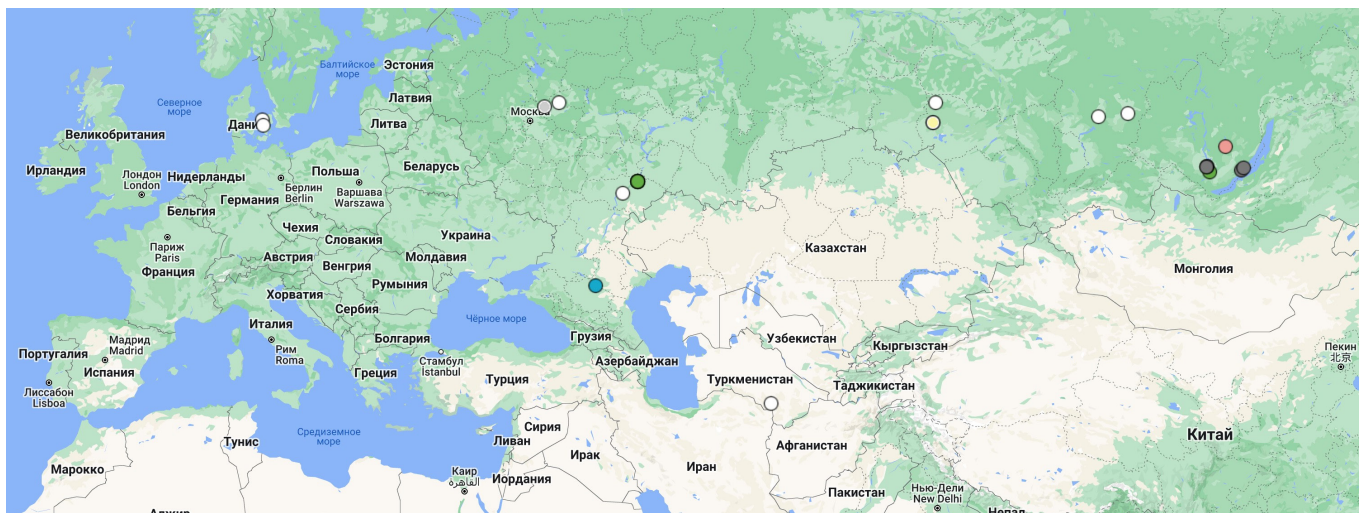 Эстония
Балтийское
море
Латвия
Северное
море
Москва
Дания
Литва
Великобритания
Беларусь
Ирландия
Лондон
London
Нидерланды
Польша
Берлин
Berlin
Варшава
Warszawa
Германия
Бельгия
Чехия
Украина
Париж
Paris
Словакия
Казахстан
Австрия
Молдавия
Франция
Венгрия
Монголия
Румыния
Хорватия
Сербия
Чёрное море
Италия
Болгария
Грузия
Узбекистан
Мадрид
Madrid
Кыргызстан
Пекин
北京
Рим
Roma
Португалия
Стамбул
İstanbul
Азербайджан
Испания
Греция
Турция
Туркменистан
Таджикистан
Лиссабон
Lisboa
Сирия
Средиземное
море
Тунис
Ливан
Афганистан
Китай
Ирак
Марокко
Иран
Каир
القاهرة
Иордания
Пакистан
Нью-Дели
New Delhi